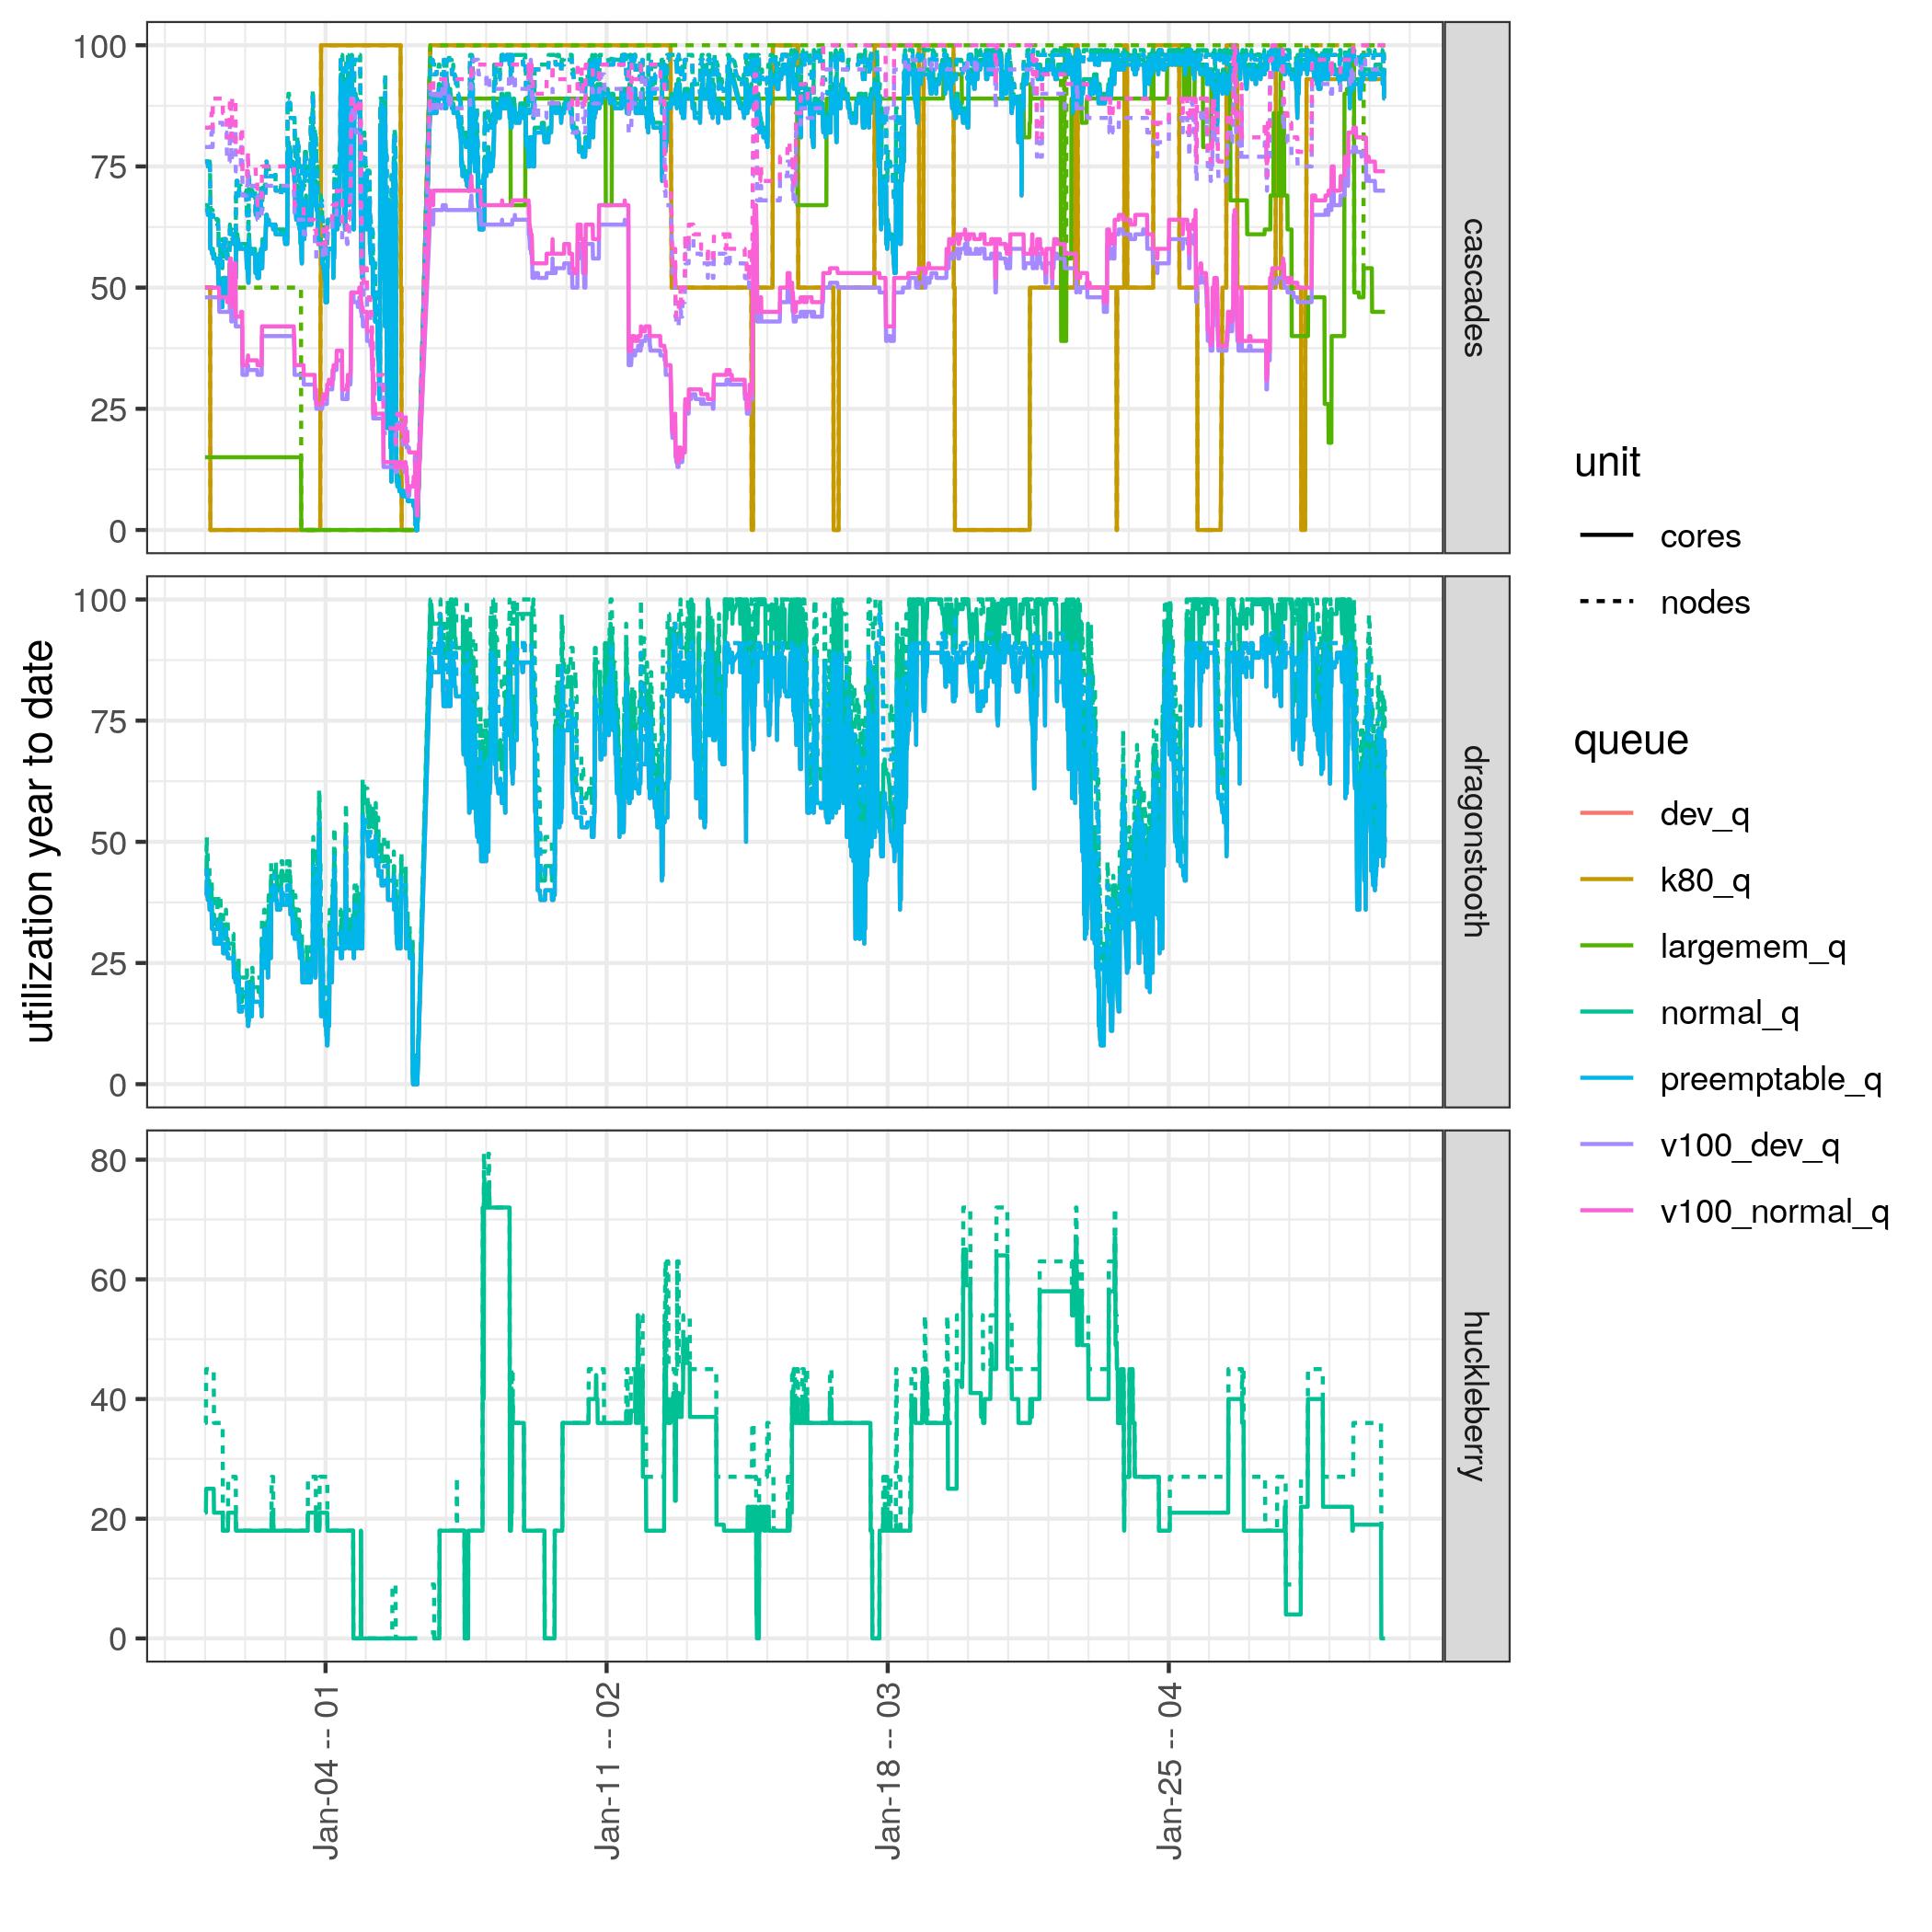 utilization year to date
100
75
50
25
0
cascades
100
75
50
25
0
dragonstooth
80
60
40
20
0
huckleberry
Jan-04 -- 01
Jan-11 -- 02
Jan-18 -- 03
Jan-25 -- 04
unit
cores
nodes
queue
dev_q
k80_q
largemem_q
normal_q
preemptable_q
v100_dev_q
v100_normal_q